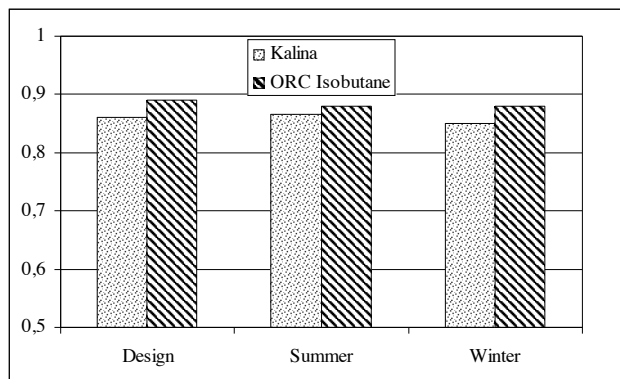 1
0,9
0,8
0,7
0,6
0,5
Kalina
ORC Isobutane
Design Summer Winter